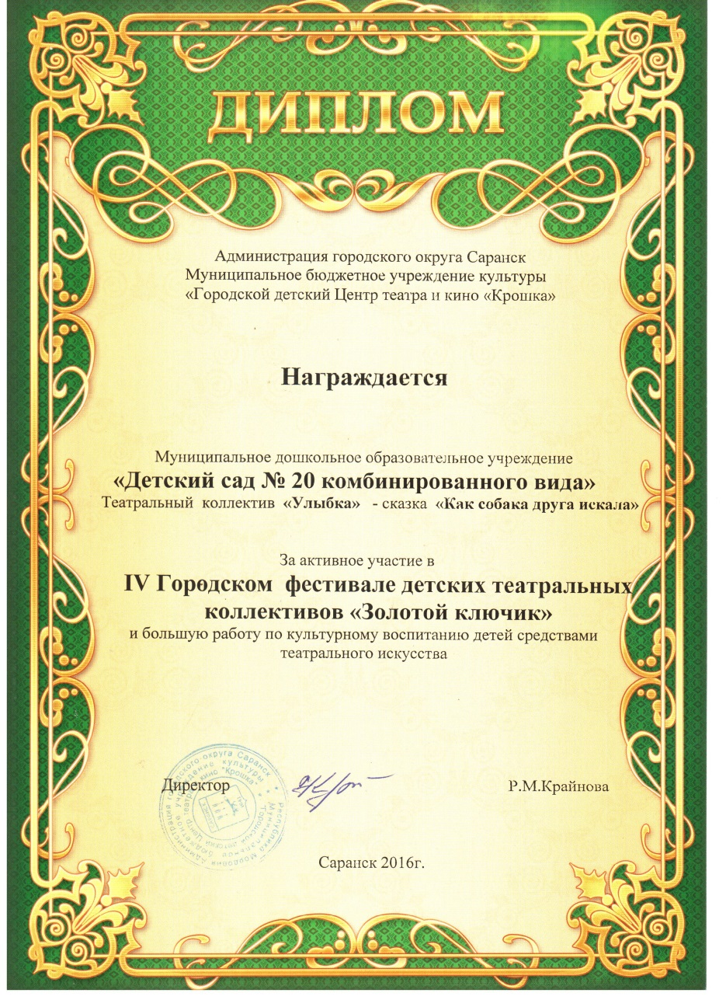 ДИПЛОМ
Администрация городского округа Саранск
Муниципальное бюджетное учреждение культуры
«Городской детский Центр театра и кино «Крошка»
Награждается
Муниципальное дошкольное образовательное учреждение
«Детский сад № 20 комбинированного вида»
Театральный коллектив «Улыбка» - сказка «Как собака друга искала»
За активное участие в
IV Городском фестивале детских театральных
коллективов «Золотой ключик»
и большую работу по культурному воспитанию детей средствами
театрального искусства
Директор Р.М.Крайнова
Саранск 2016г.